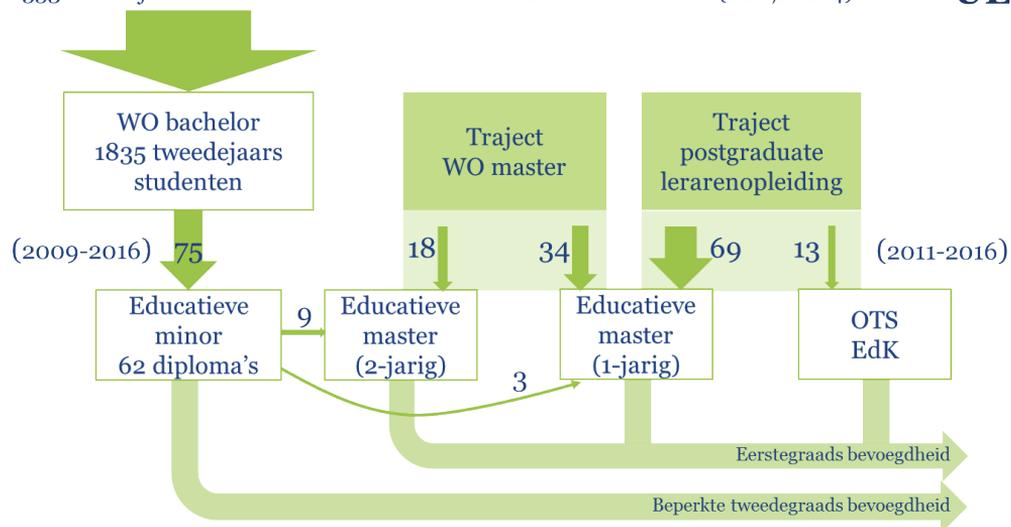 WO bachelor
1835 tweedejaars
studenten
Traject
WO master
Traject
postgraduate
lerarenopleiding
(2009-2016)
75
18
34
69
13
(2011-2016)
Educatieve
minor
62 diploma's
9
Educatieve
master
(2-jarig)
3
Educatieve
master
(1-jarig)
OTS
EdK
Eerstegraads bevoegdheid
Beperkte tweedegraads bevoegdheid